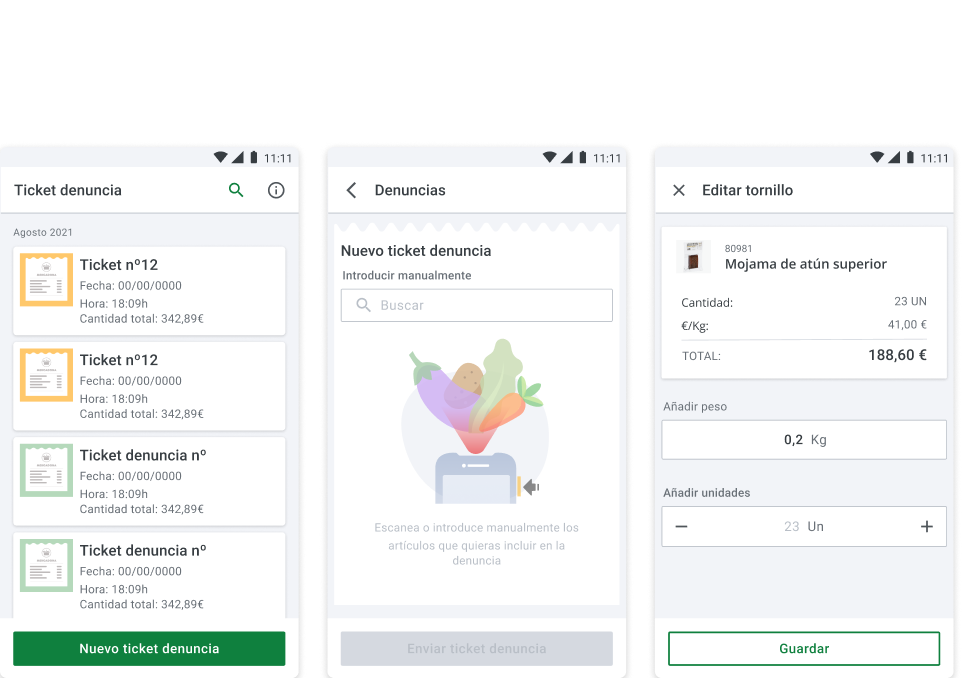 11:11
Ticket denuncia
Agosto 2021
Ticket nº12
Fecha: 00/00/0000
Hora: 18:09h
Cantidad total: 342,89€
Ticket nº12
Fecha: 00/00/0000
Hora: 18:09h
Cantidad total: 342,89€
Ticket denuncia nº
Fecha: 00/00/0000
Hora: 18:09h
Cantidad total: 342,89€
Ticket denuncia nº
Fecha: 00/00/0000
Hora: 18:09h
Cantidad total: 342,89€
Nuevo ticket denuncia
11:11
Denuncias
Nuevo ticket denuncia
Introducir manualmente
Buscar
Escanea o introduce manualmente los
artículos que quieras incluir en la
denuncia
Enviar ticket denuncia
11:11
Editar tornillo
80981
Mojama de atún superior
Cantidad: 23 UN
€/Kg: 41,00 €
TOTAL: 188,60 €
Añadir peso
0,2 Kg
Añadir unidades
− 23 Un +
Guardar